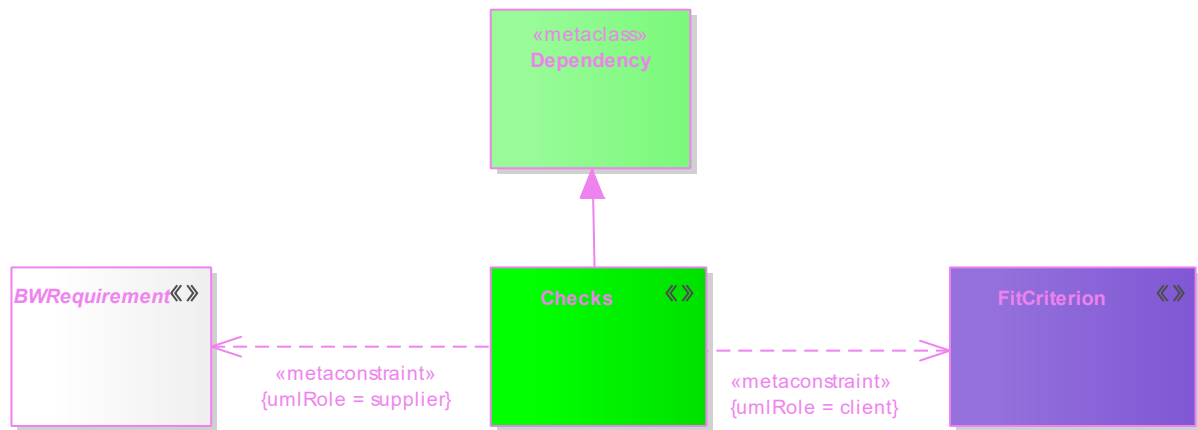 «metaclass»
Dependency
BWRequirement
Checks
FitCriterion
«metaconstraint»
{umlRole = supplier}
«metaconstraint»
{umlRole = client}